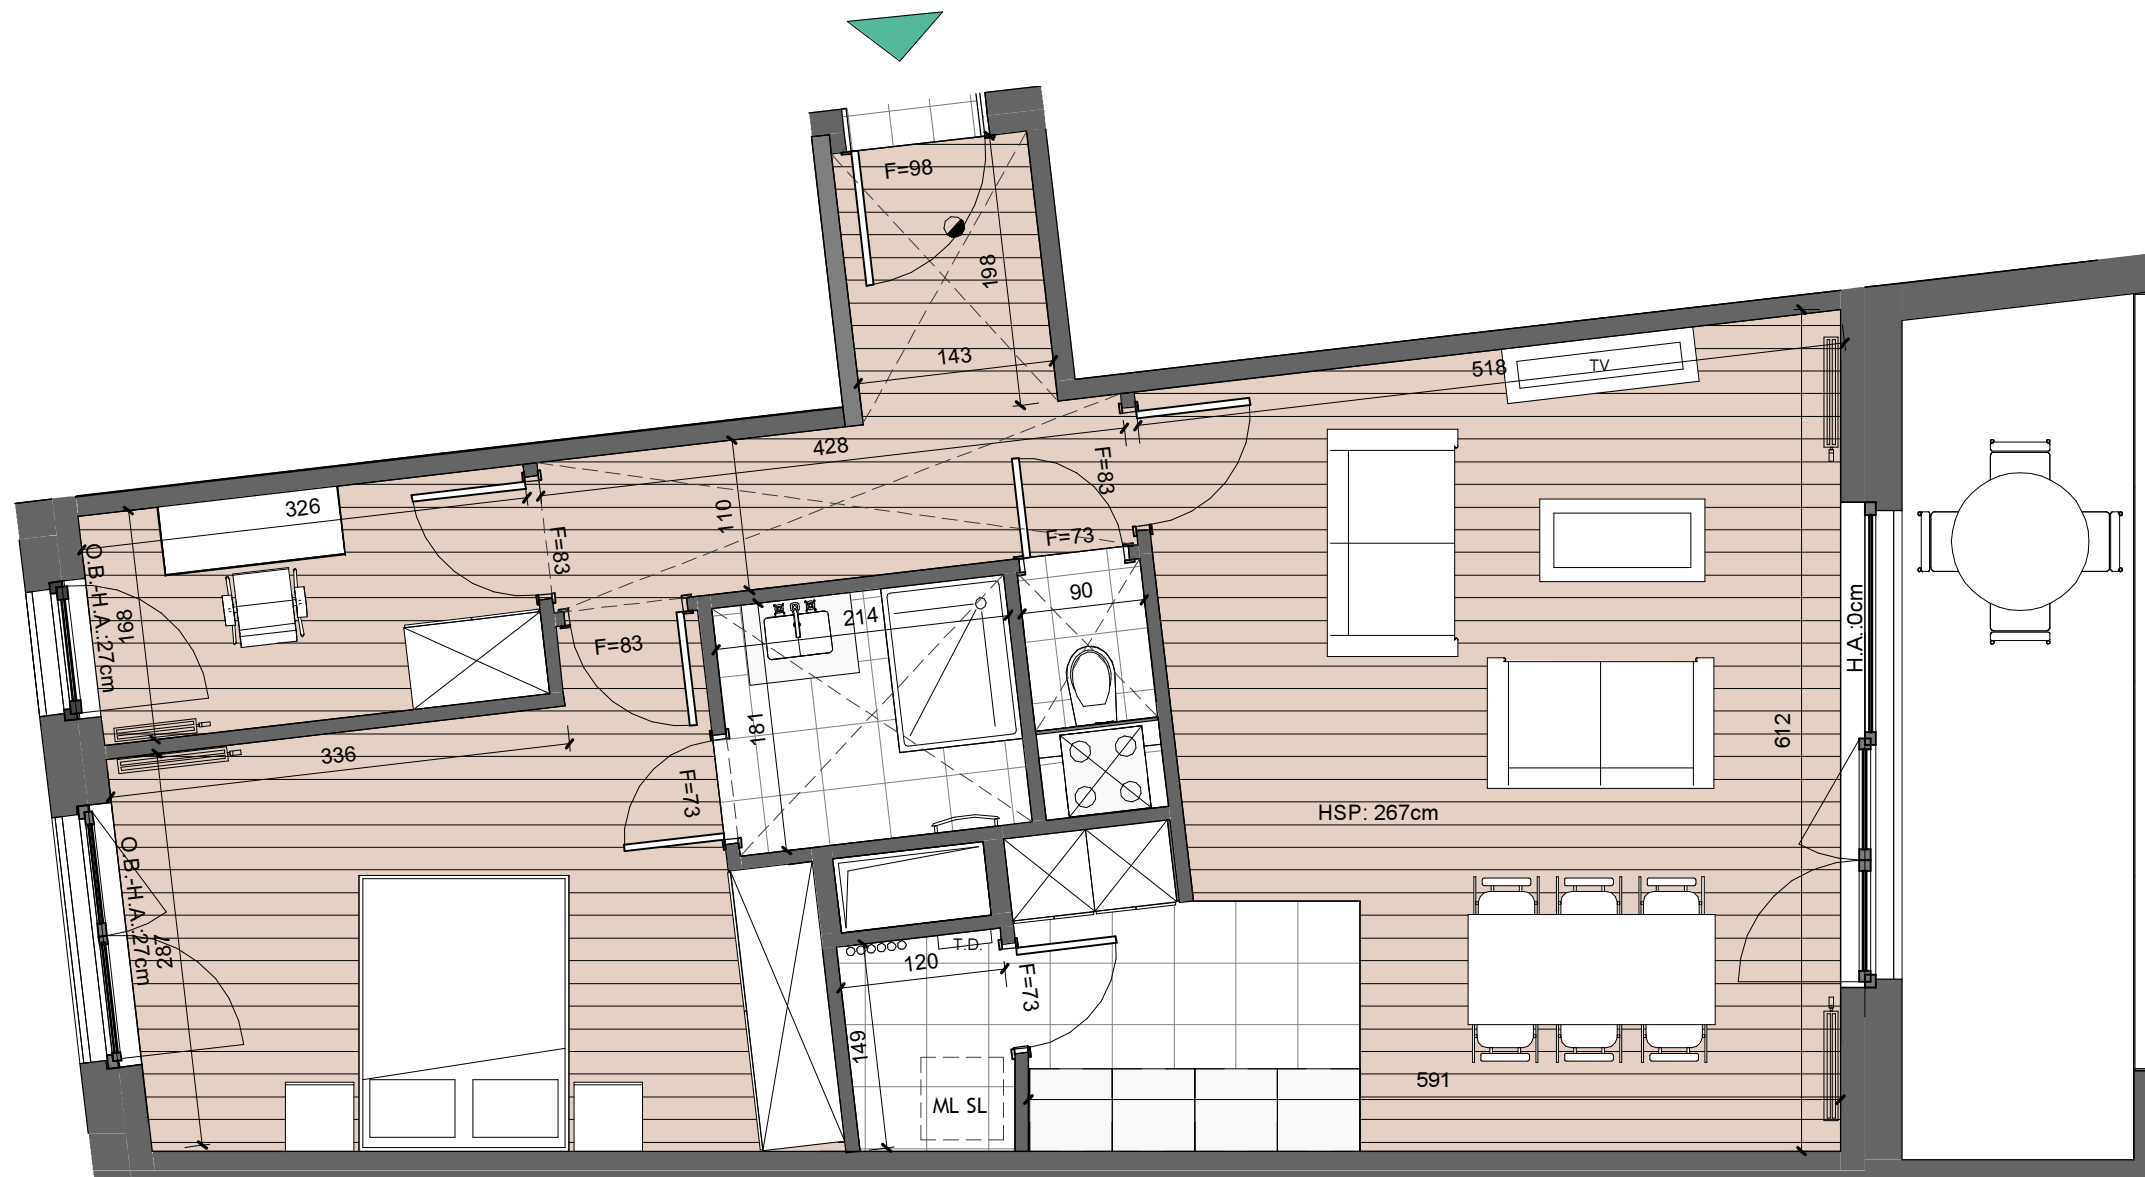 F=98
198
143
518
TV
428
326
F=83
110
F=83
F=73
O.B.-H.A.:27cm
168
90
H.A.:0cm
214
F=83
181
612
336
F=73
HSP: 267cm
O.B.-H.A.:27cm
287
T.D.
120
F=73
149
591
ML SL